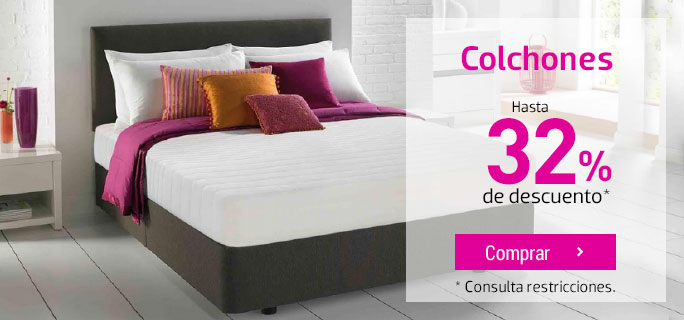 Colchones
Hasta
32%
de descuento*
Comprar >
* Consulta restricciones.